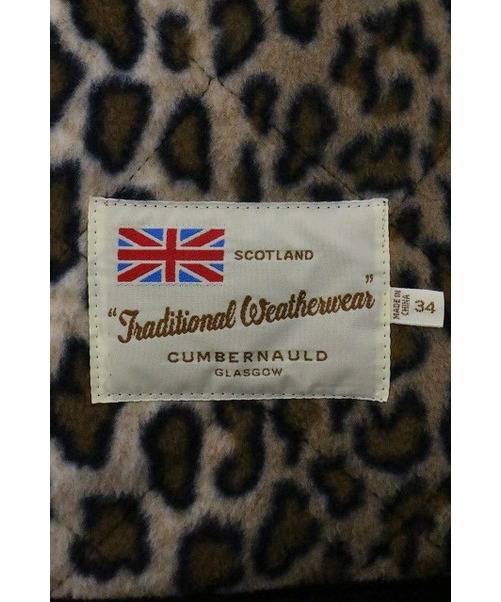 SCOTLAND
"Traditional Weatherwear"
CUMBERNAULD
GLASGOW
MADE IN
CHINA
34